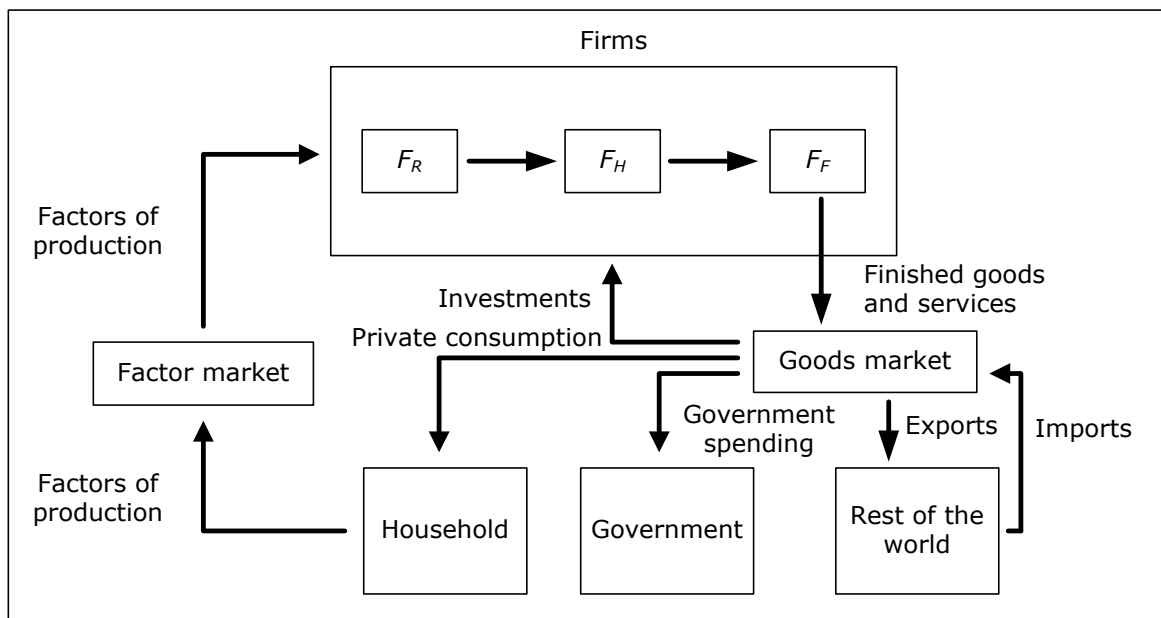 Firms
F_R
F_H
F_F
Factors of
production
Finished goods
and services
Investments
Private consumption
Factor market
Goods market
Government
spending
Exports
Imports
Factors of
production
Household
Government
Rest of the
world